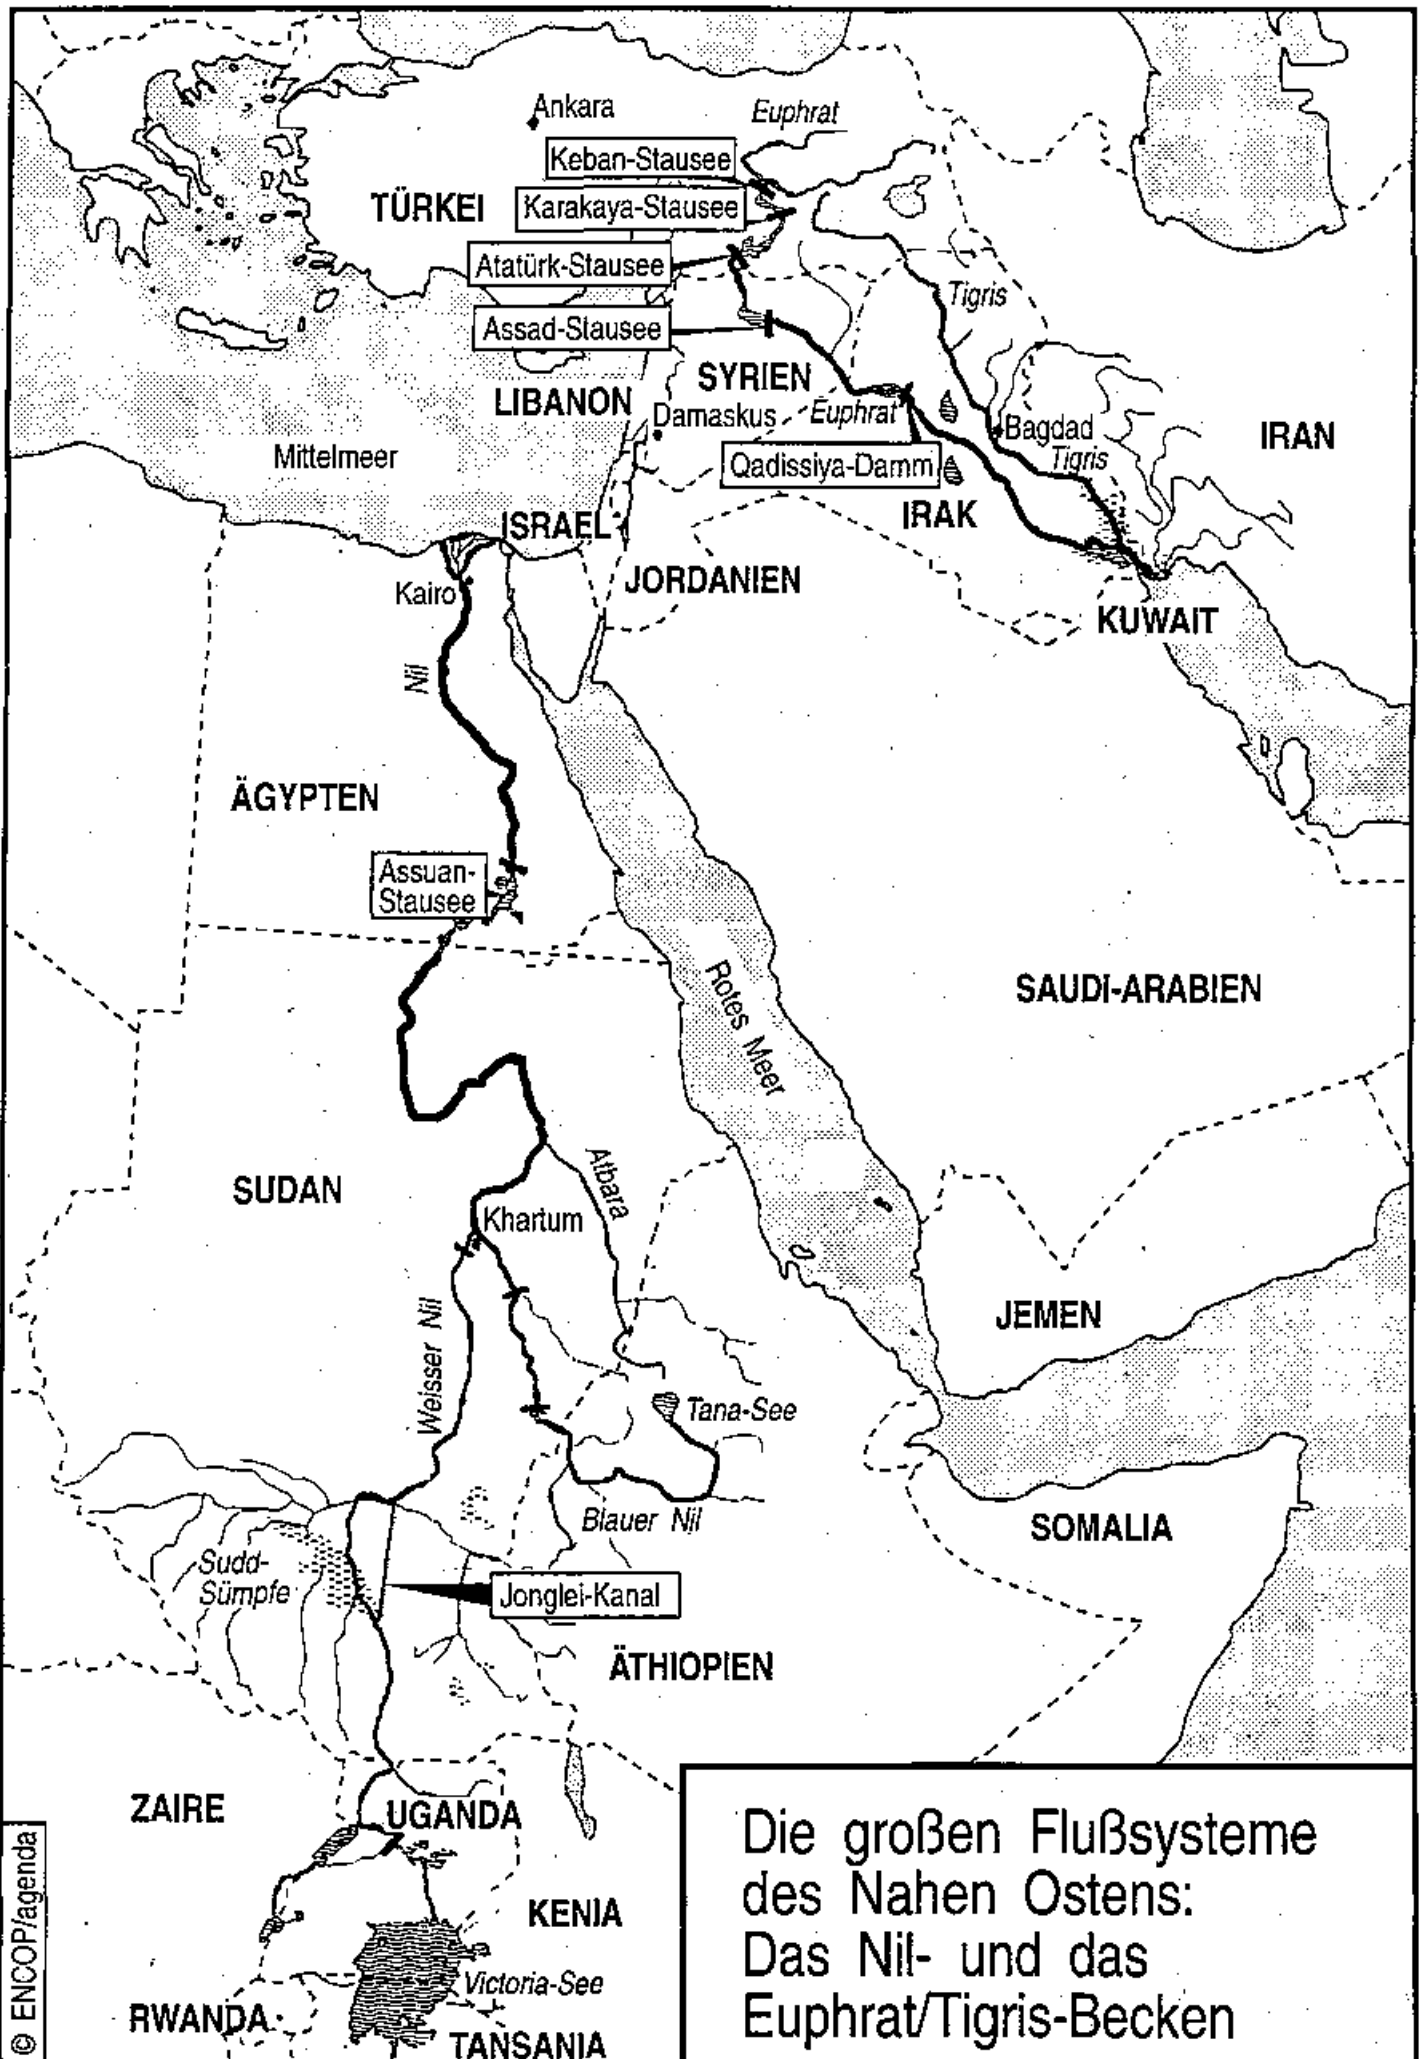 Ankara
Euphrat
Keban-Stausee
TÜRKEI
Karakaya-Stausee
Atatürk-Stausee
Tigris
Assad-Stausee
SYRIEN
LIBANON
Damaskus
Euphrat
Bagdad
Tigris
IRAN
Mittelmeer
Qadissiya-Damm
IRAK
ISRAEL
JORDANIEN
Kairo
KUWAIT
Nil
ÄGYPTEN
Assuan-
Stausee
Rotes Meer
SAUDI-ARABIEN
Atbara
SUDAN
Khartum
JEMEN
Weisser Nil
Tana-See
Blauer Nil
SOMALIA
Sudd-
Sümpfe
Jonglei-Kanal
ÄTHIOPIEN
ZAIRE
UGANDA
KENIA
Victoria-See
RWANDA
TANSANIA
© ENCOP/agenda
Die großen Flußsysteme
des Nahen Ostens:
Das Nil- und das
Euphrat/Tigris-Becken